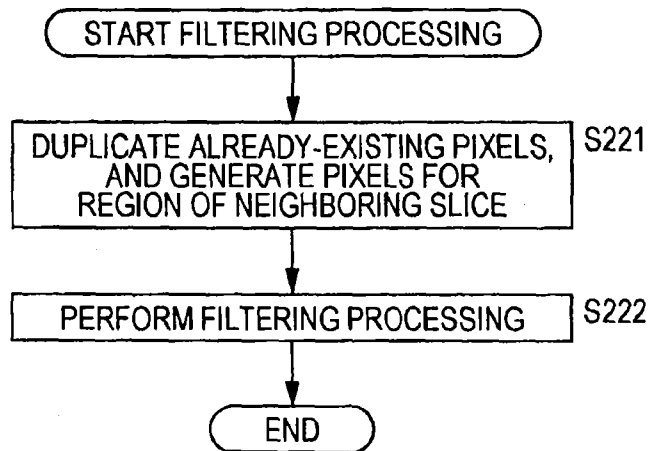 START FILTERING PROCESSING
DUPLICATE ALREADY-EXISTING PIXELS,
AND GENERATE PIXELS FOR
REGION OF NEIGHBORING SLICE
S221
PERFORM FILTERING PROCESSING
S222
END